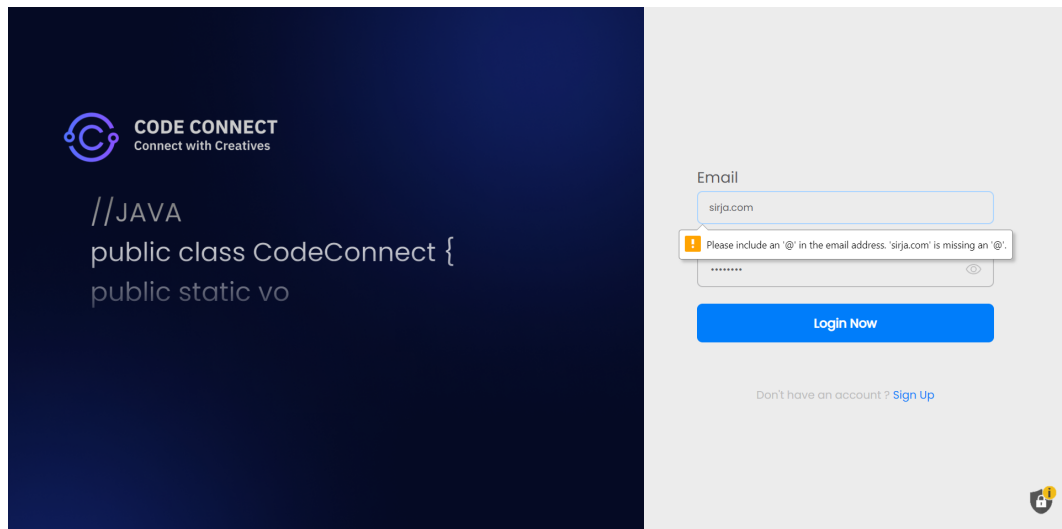 CODE CONNECT
Connect with Creatives
//JAVA
public class CodeConnect {
public static vo
Email
sirja.com
Please include an '@' in the email address. 'sirja.com' is missing an '@'.
••••••••
Login Now
Don't have an account ? Sign Up